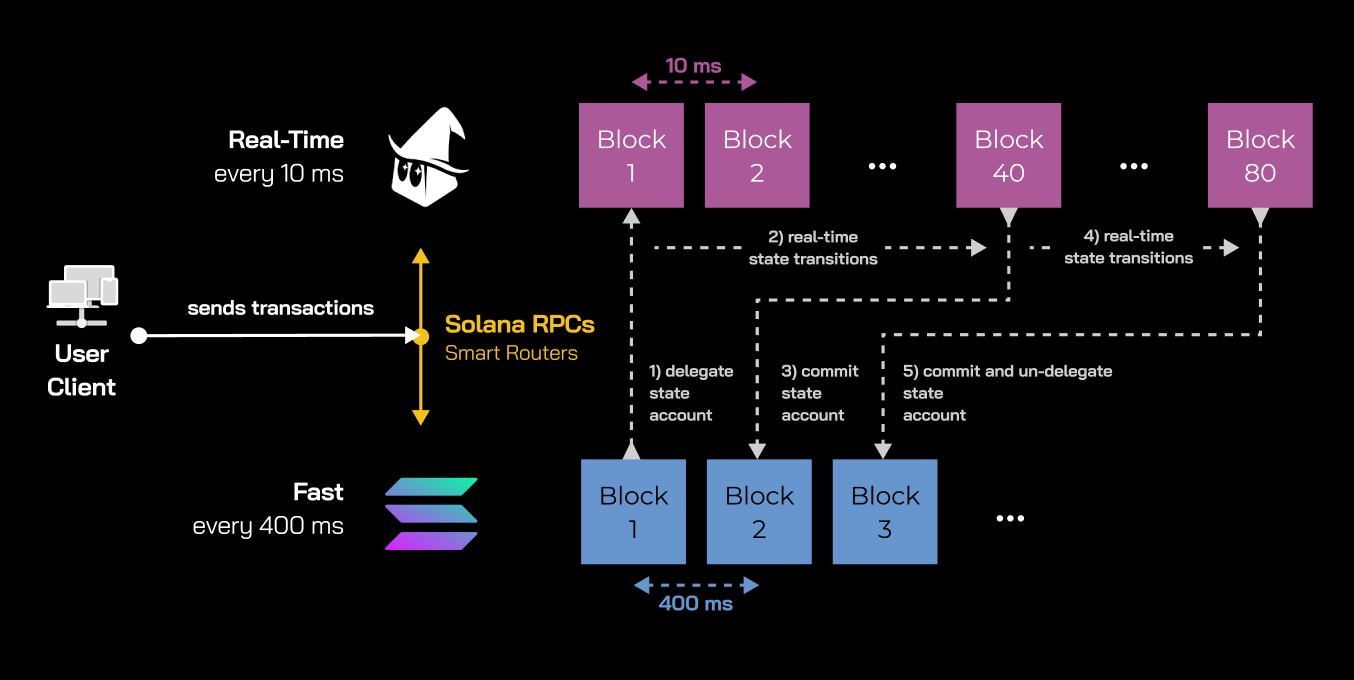 10 ms
Real-Time
every 10 ms
Block
1
Block
2
...
Block
40
...
Block
80
2) real-time
state transitions
4) real-time
state transitions
sends transactions
User
Client
Solana RPCs
Smart Routers
1) delegate
state
account
3) commit
state
account
5) commit and un-delegate
state
account
Fast
every 400 ms
Block
1
Block
2
Block
3
...
400 ms